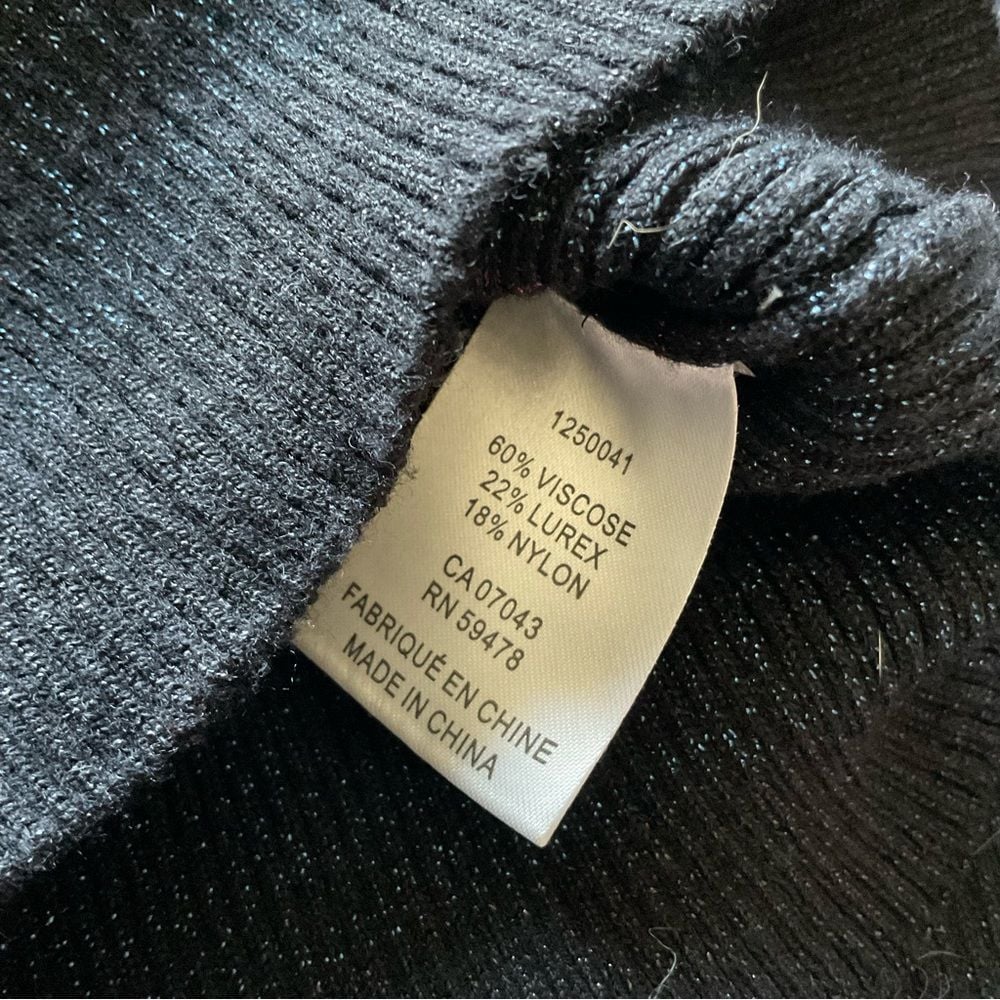 1250041
60% VISCOSE
22% LUREX
18% NYLON
CA 07043
RN 59478
FABRIQUÉ EN CHINE
MADE IN CHINA